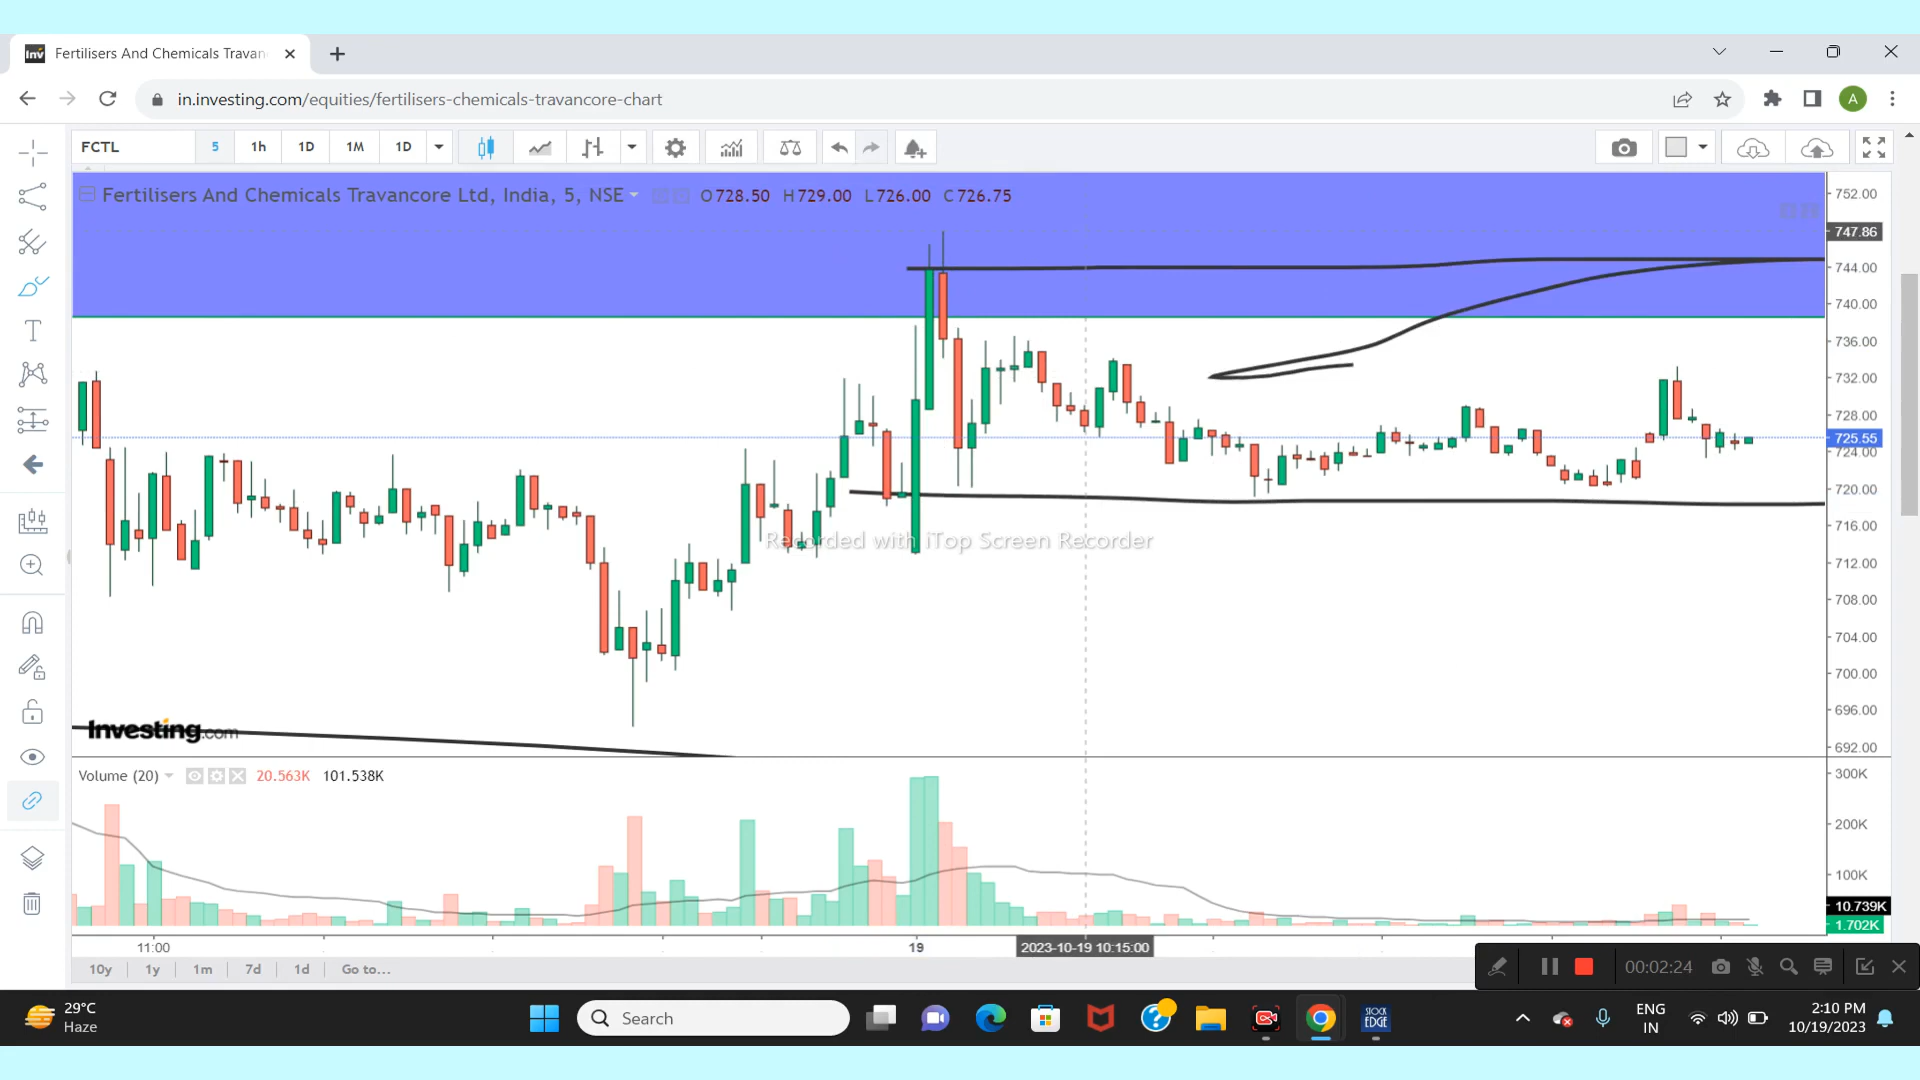 Fertilisers And Chemicals Travan
in.investing.com/equities/fertilisers-chemicals-travancore-chart
A
FCTL 5 1h 1D 1M 1D
Fertilisers And Chemicals Travancore Ltd, India, 5, NSE O728.50 H729.00 L726.00 C726.75
752.00
747.86
744.00
740.00
736.00
732.00
728.00
725.55
724.00
720.00
716.00
712.00
708.00
704.00
700.00
696.00
692.00
Recorded with iTop Screen Recorder
Investing.com
Volume (20) 20.563K 101.538K
300K
200K
100K
10.739K
1.702K
11:00 19 2023-10-19 10:15:00
10y 1y 1m 7d 1d Go to...
00:02:24
29°C
Haze
Search
STOCK
EDGE
ENG
IN
2:10 PM
10/19/2023